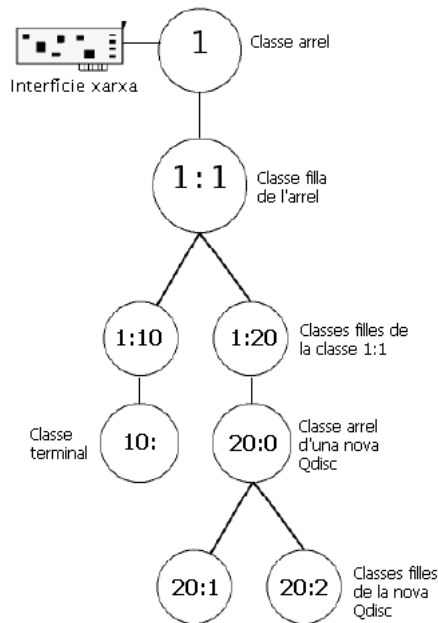 1
Classe arrel
Interfície xarxa
1:1
Classe filla
de l'arrel
1:10
1:20
Classes filles de
la classe 1:1
Classe
terminal
10:
20:0
Classe arrel
d'una nova
Qdisc
20:1
20:2
Classes filles
de la nova
Qdisc